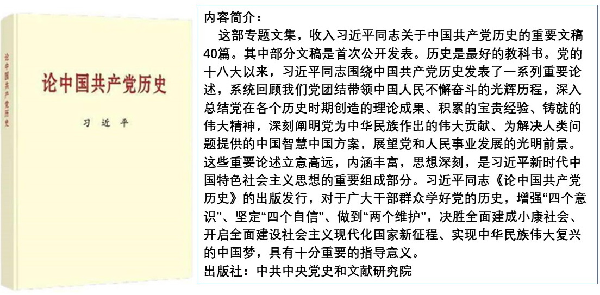 论中国共产党历史
论中国共产党历史
习 近 平
内容简介：
这部专题文集，收入习近平同志关于中国共产党历史的重要文稿
40篇。其中部分文稿是首次公开发表。历史是最好的教科书。党的
十八大以来，习近平同志围绕中国共产党历史发表了一系列重要论
述，系统回顾我们党团结带领中国人民不懈奋斗的光辉历程，深入
总结党在各个历史时期创造的理论成果、积累的宝贵经验、铸就的
伟大精神，深刻阐明党为中华民族作出的伟大贡献、为解决人类问
题提供的中国智慧中国方案，展望党和人民事业发展的光明前景。
这些重要论述立意高远，内涵丰富，思想深刻，是习近平新时代中
国特色社会主义思想的重要组成部分。习近平同志《论中国共产党
历史》的出版发行，对于广大干部群众学好党的历史，增强“四个意
识”、坚定“四个自信”、做到“两个维护”，决胜全面建成小康社会、
开启全面建设社会主义现代化国家新征程、实现中华民族伟大复兴
的中国梦，具有十分重要的指导意义。
出版社：中共中央党史和文献研究院